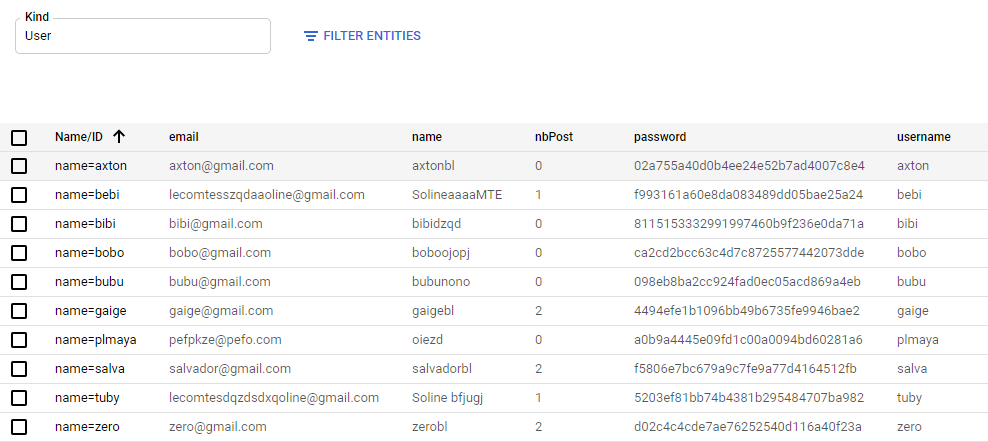 Kind
User
FILTER ENTITIES
Name/ID email name nbPost password username
name=axton axton@gmail.com axtonbl 0 02a755a40d0b4ee24e52b7ad4007c8e4 axton
name=bebi lecomtesszqdaaoline@gmail.com SolineaaaaMTE 1 f993161a60e8da083489dd05bae25a24 bebi
name=bibi bibi@gmail.com bibidzqd 0 8115153332991997460b9f236e0da71a bibi
name=bobo bobo@gmail.com boboojopj 0 ca2cd2bcc63c4d7c8725577442073dde bobo
name=bubu bubu@gmail.com bubunono 0 098eb8ba2cc924fad0ec05acd869a4eb bubu
name=gaige gaige@gmail.com gaigebl 2 4494efe1b1096bb49b6735fe9946bae2 gaige
name=plmaya pefpkze@pefo.com oiezd 0 a0b9a4445e09fd1c00a0094bd60281a6 plmaya
name=salva salvador@gmail.com salvadorbl 2 f5806e7bc679a9c7fe9a77d4164512fb salva
name=tuby lecomtesdqzdsdxqoline@gmail.com Soline bfjugj 1 5203ef81bb74b4381b295484707ba982 tuby
name=zero zero@gmail.com zerobl 2 d02c4c4cde7ae76252540d116a40f23a zero